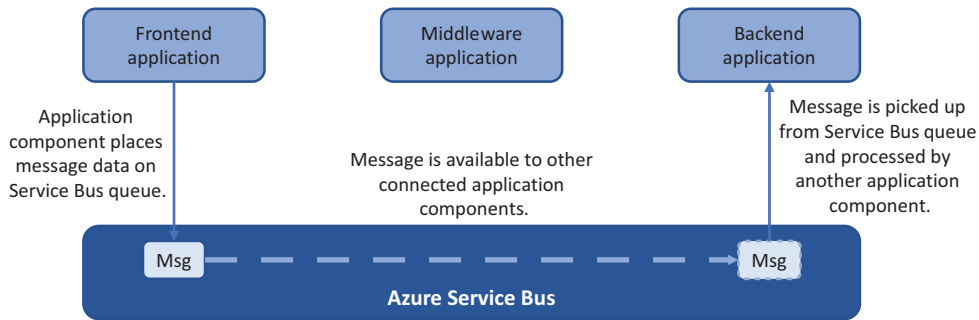 Frontend
application
Middleware
application
Backend
application
Application
component places
message data on
Service Bus queue.
Message is available to other
connected application
components.
Message is picked up
from Service Bus queue
and processed by
another application
component.
Msg
Msg
Azure Service Bus